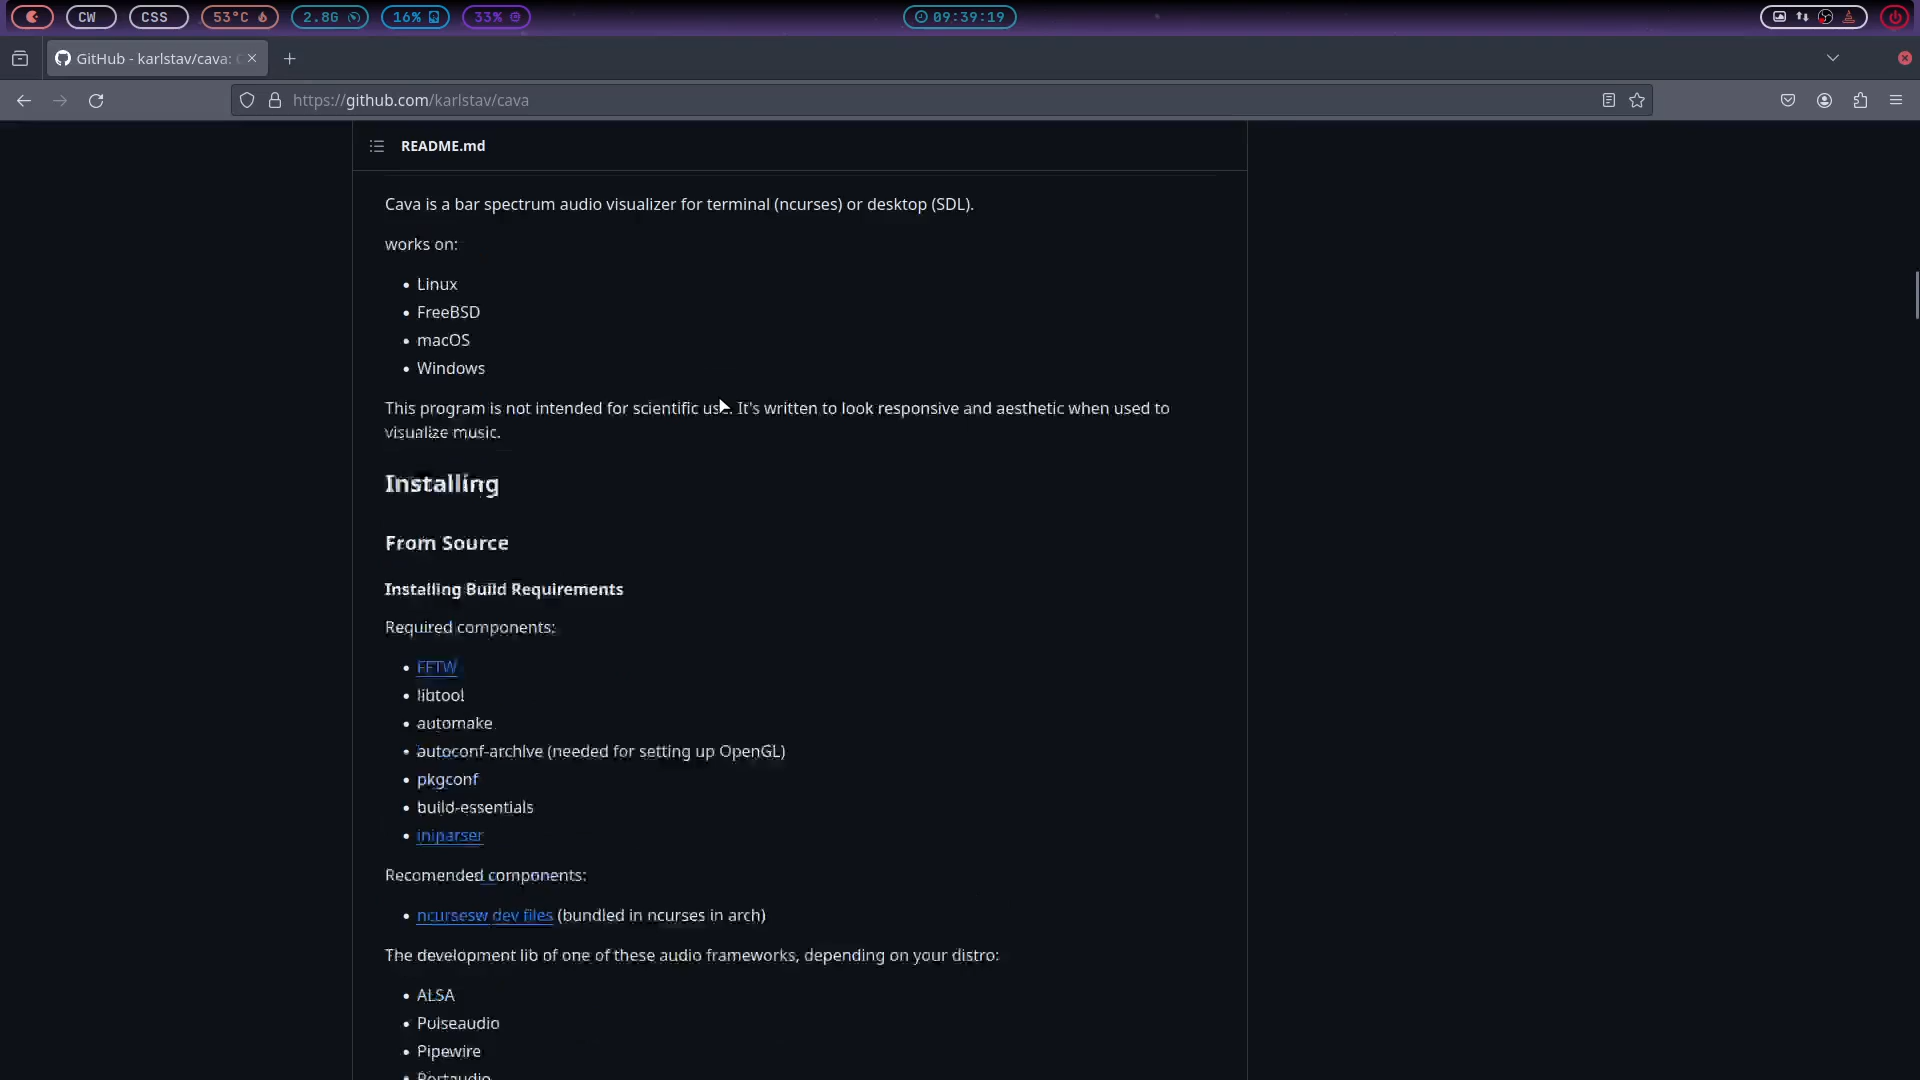 CW
CSS
53°C
2.8G
16%
33%
09:39:19
GitHub - karlstav/cava:
https://github.com/karlstav/cava
README.md
Cava is a bar spectrum audio visualizer for terminal (ncurses) or desktop (SDL).
works on:
• Linux
• FreeBSD
• macOS
• Windows
This program is not intended for scientific use. It's written to look responsive and aesthetic when used to
visualize music.
Installing
From Source
Installing Build Requirements
Required components:
• FFTW
• libtool
• automake
• autoconf-archive (needed for setting up OpenGL)
• pkgconf
• build-essentials
• iniparser
Recomended components:
• ncursesw dev files (bundled in ncurses in arch)
The development lib of one of these audio frameworks, depending on your distro:
• ALSA
• Pulseaudio
• Pipewire
• Portaudio